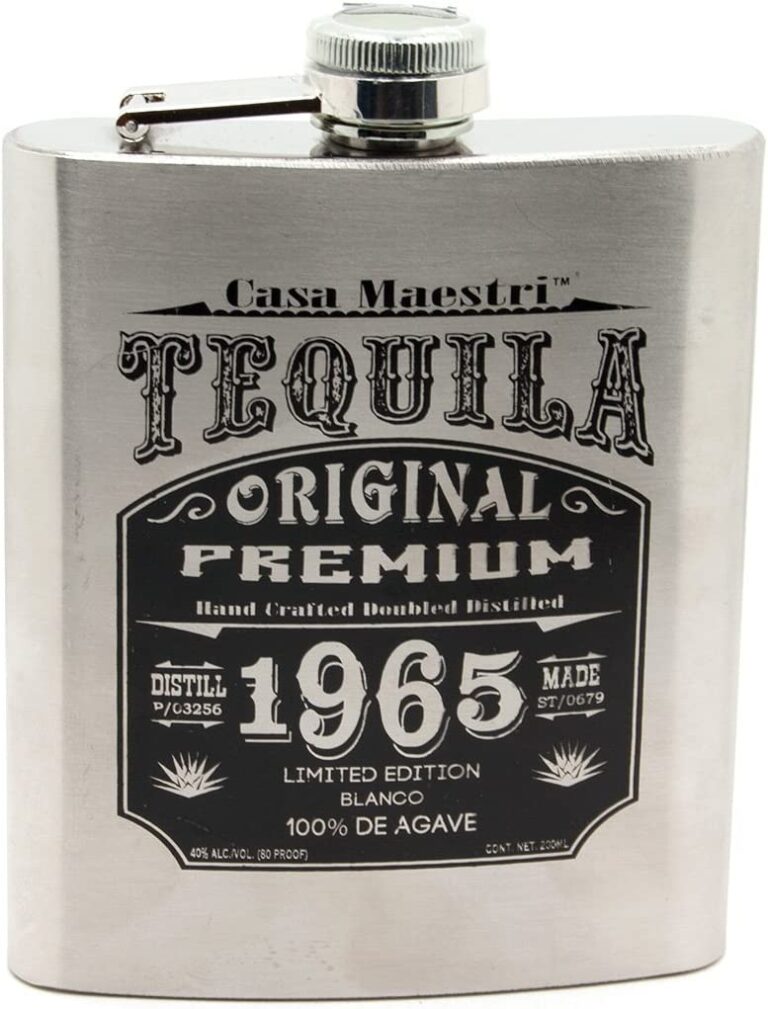 Casa Maestri™
TEQUILA
ORIGINAL
PREMIUM
Hand Crafted Doubled Distilled
DISTILL
P/03256
1965
MADE
ST/0679
LIMITED EDITION
BLANCO
100% DE AGAVE
40% ALC./VOL. (80 PROOF)
CONT. NET. 200ML